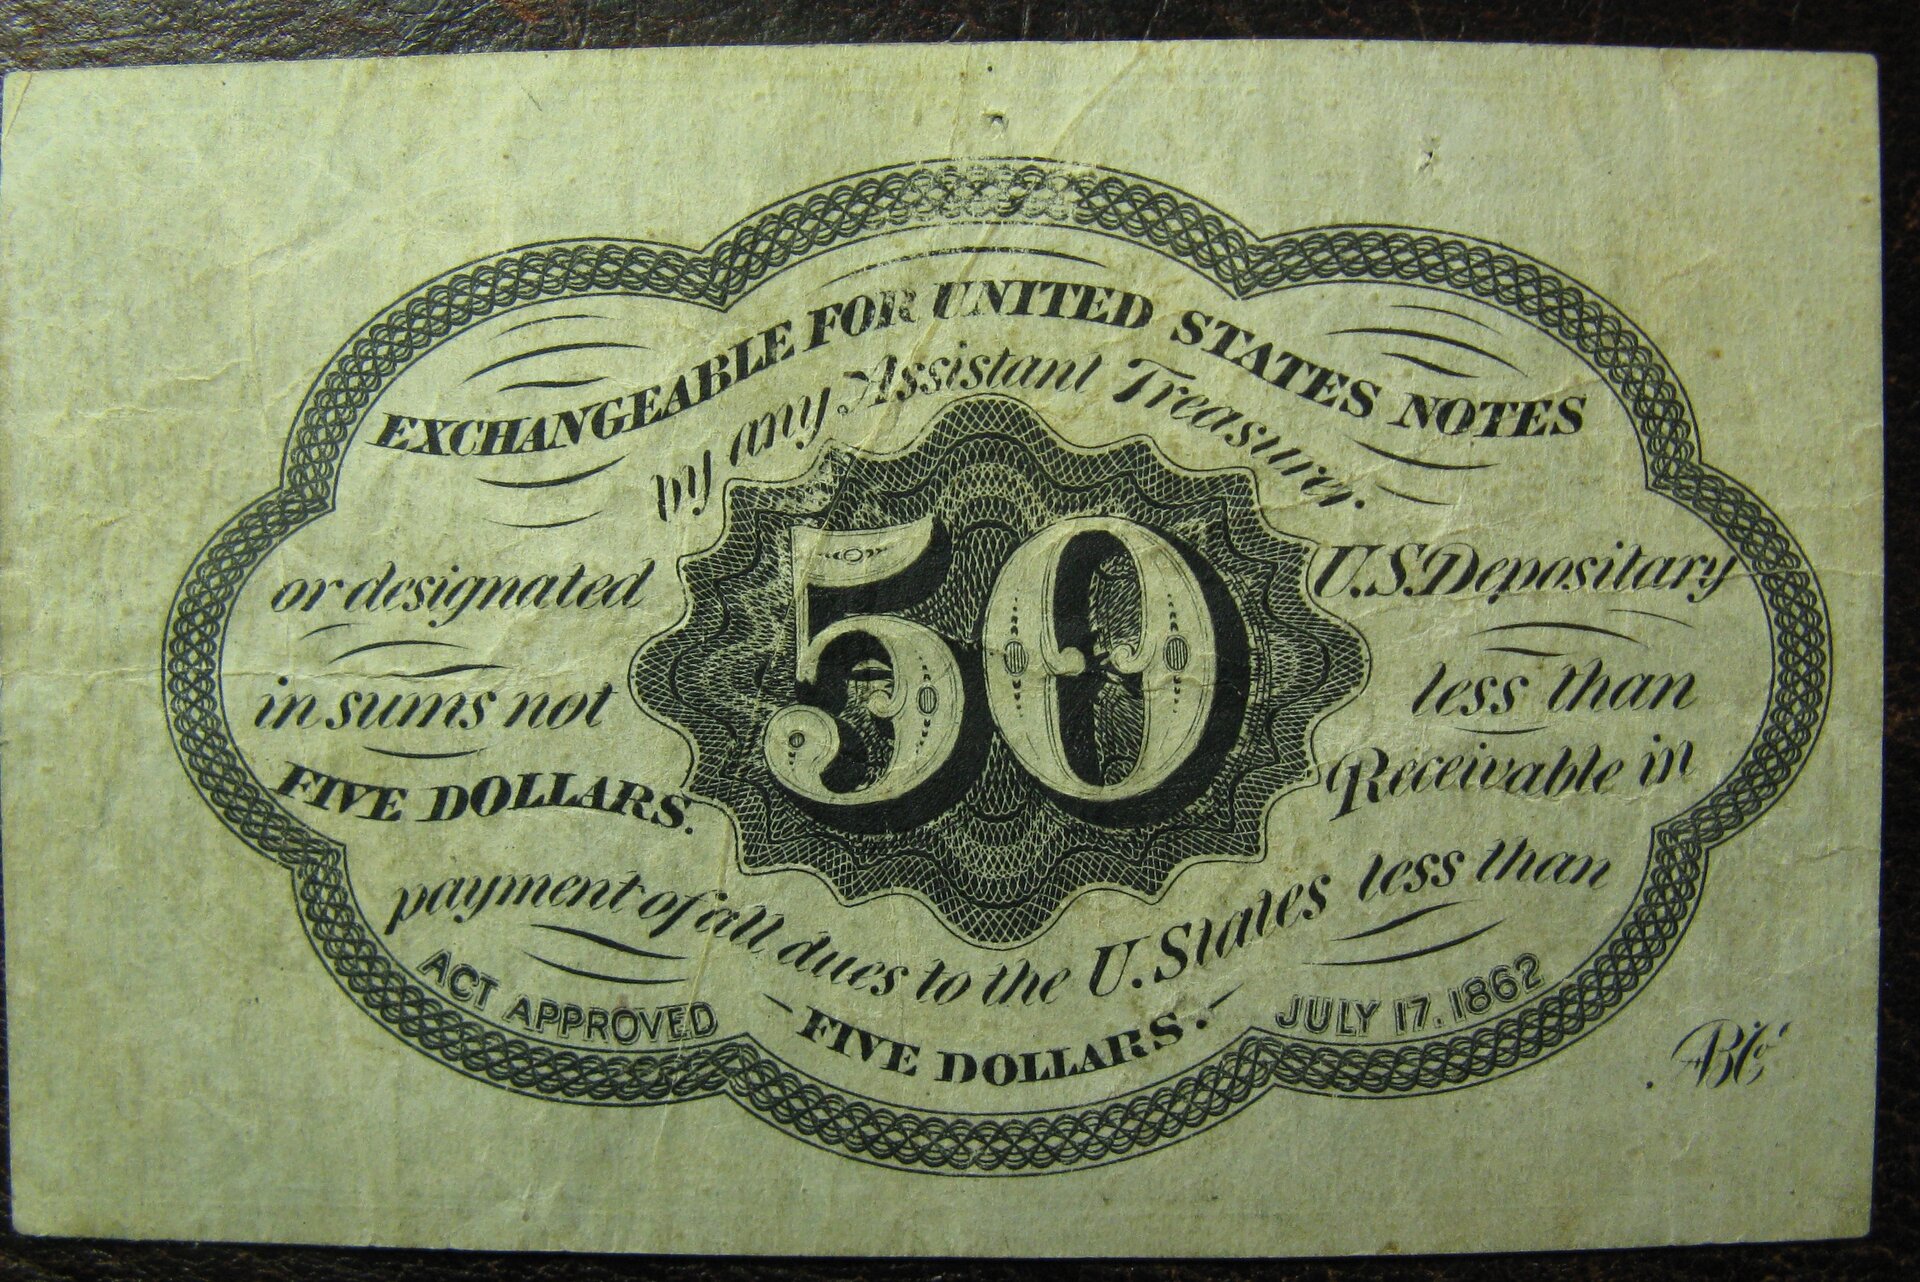 EXCHANGEABLE FOR UNITED STATES NOTES
by any Assistant Treasurer.
or designated U.S. Depositary
in sums not less than
FIVE DOLLARS. Receivable in
payment of all dues to the U. States less than
FIVE DOLLARS.
ACT APPROVED JULY 17. 1862
50
ABCo